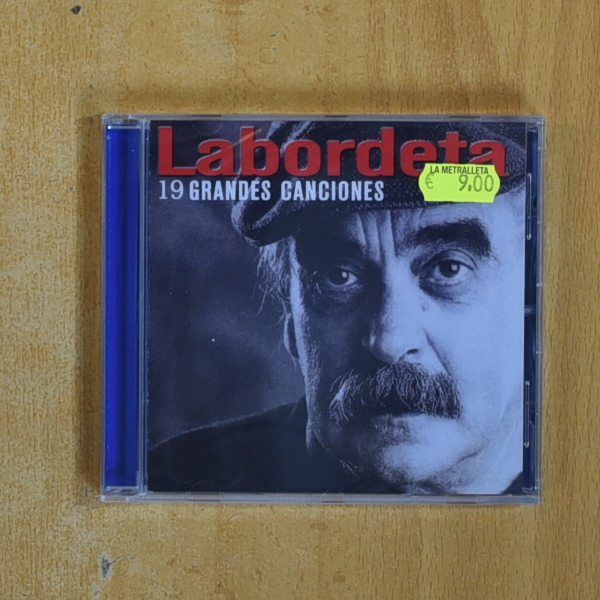 Labordeta
19 GRANDES CANCIONES
LA METRALLETA
€ 9.00